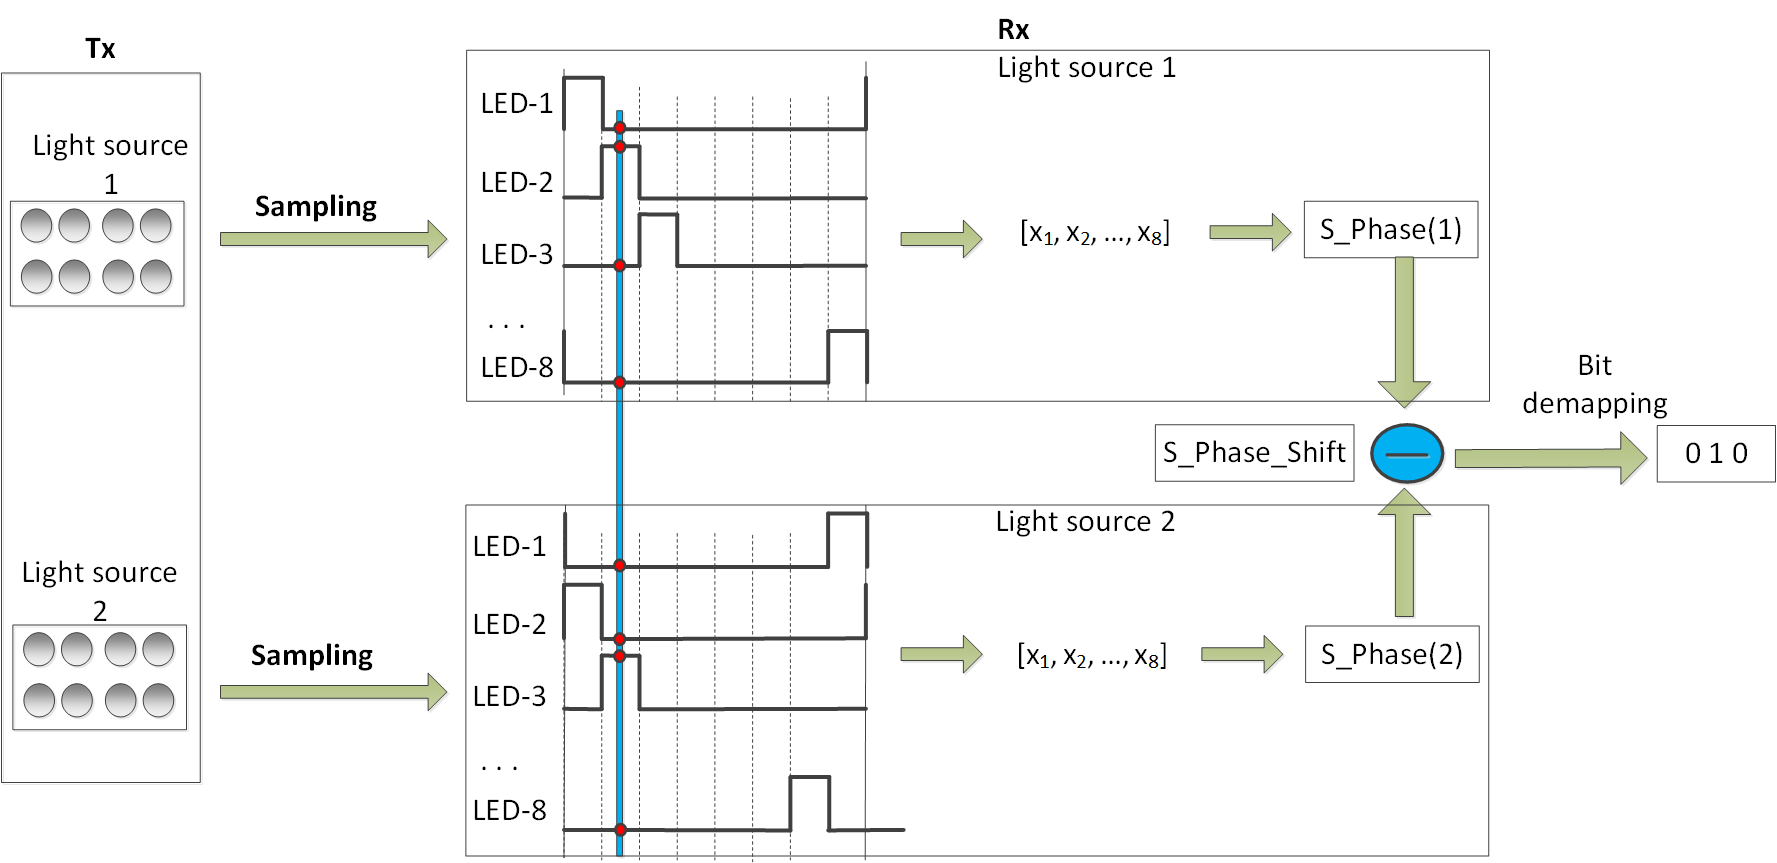 Tx
Light source
1
Light source
2
Sampling
Sampling
Rx
Light source 1
LED-1
LED-2
LED-3
. . .
LED-8
[x1, x2, ..., x8]
S_Phase(1)
S_Phase_Shift
Bit
demapping
0 1 0
Light source 2
LED-1
LED-2
LED-3
. . .
LED-8
[x1, x2, ..., x8]
S_Phase(2)